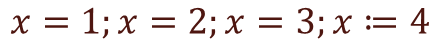 x = 1; x = 2; x = 3; x ≔ 4